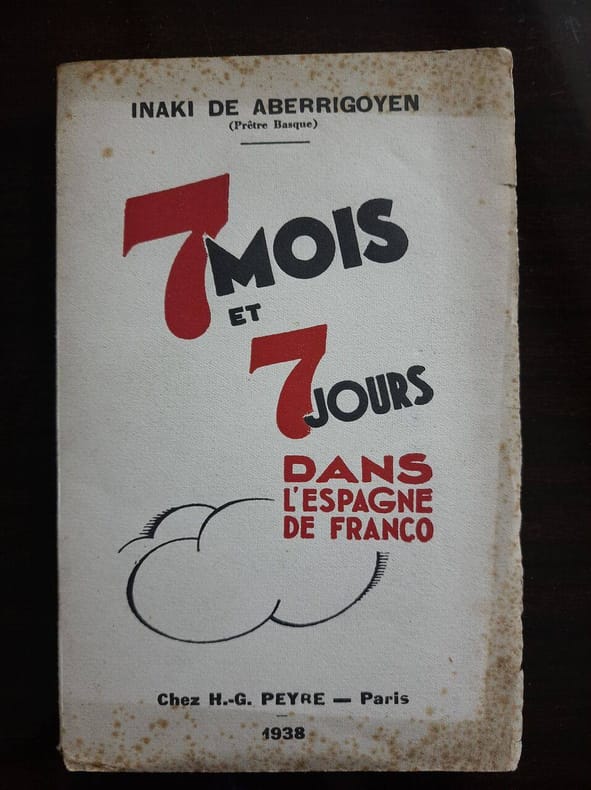 INAKI DE ABERRIGOYEN
(Prêtre Basque)
7 MOIS
ET
7 JOURS
DANS
L'ESPAGNE
DE FRANCO
Chez H.-G. PEYRE — Paris
1938